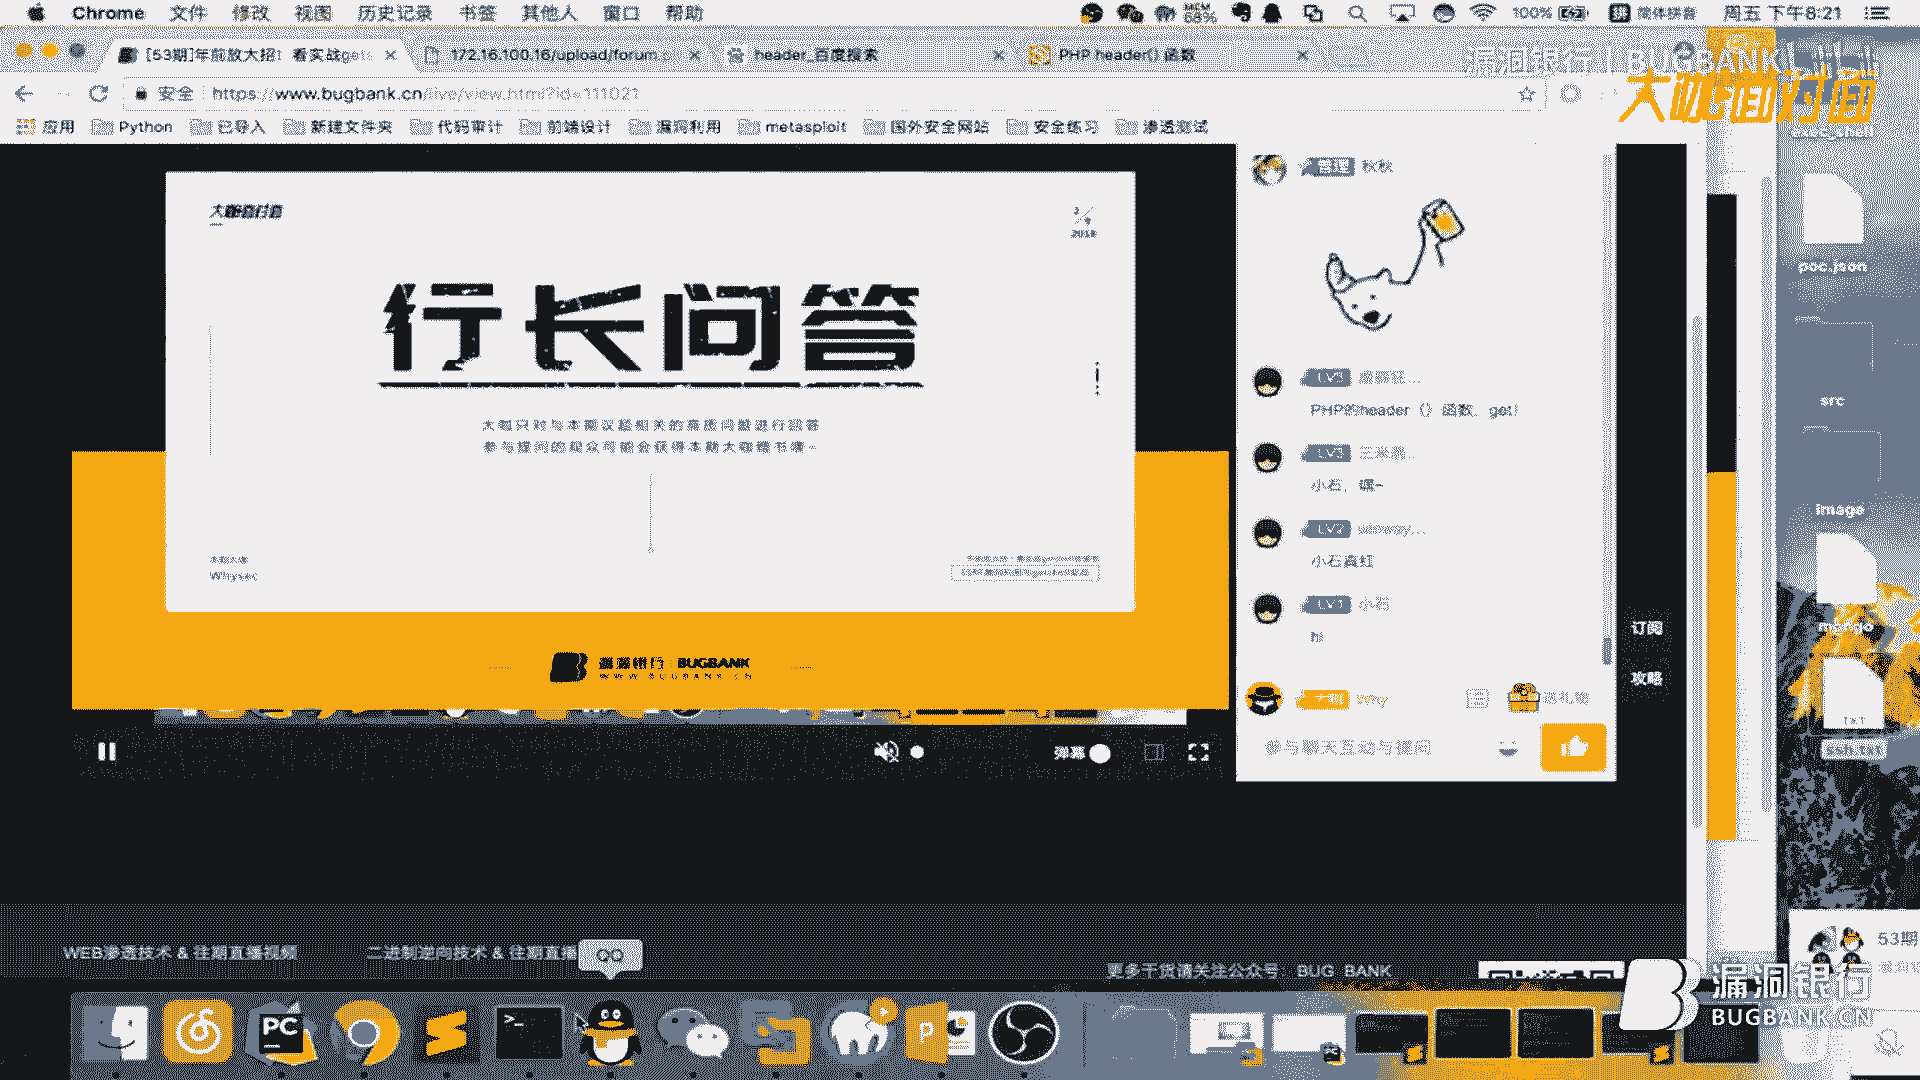 Chrome 文件 修改 视图 历史记录 书签 其他人 窗口 帮助
MEM 68% 100% 简体拼音 周五 下午8:21
[53期]年前放大招! 看实战gets
172.16.100.16/upload/forum.
header_百度搜索
PHP header() 函数
漏洞银行 | BUGBANK
大咖面对面
安全 https://www.bugbank.cn/live/view.html?id=111021
应用 Python 已导入 新建文件夹 代码审计 前端设计 漏洞利用 metasploit 国外安全网站 安全练习 渗透测试
exec_shell
poc.json
src
image
mongo
TXT
ssh.txt
大咖面对面
2018
行长问答
大咖只对与本期议题相关的高质问题进行回答
参与提问的观众可能会获得本期大咖赠书噢~
Whysec
漏洞银行 BUGBANK
WWW.BUGBANK.CN
弹幕
管理 秋秋
LV3
PHP的header（）函数，get!
LV3
小石，嘿~
LV2 winway...
小石真红
LV1 小石
hi
大咖 Why
送礼物
参与聊天互动与提问
订阅
攻略
WEB渗透技术 & 往期直播视频
二进制逆向技术 & 往期直播
更多干货请关注公众号：BUG BANK
53期
漏洞银行
BUGBANK.CN
PC